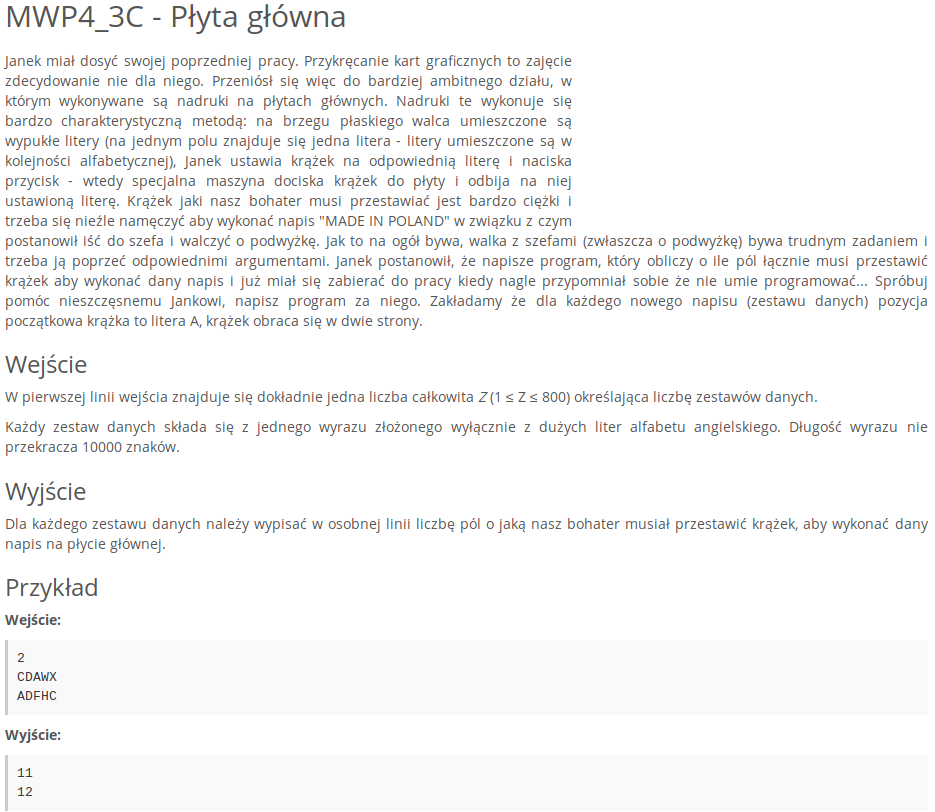 MWP4_3C - Płyta główna
Janek miał dosyć swojej poprzedniej pracy. Przykręcanie kart graficznych to zajęcie
zdecydowanie nie dla niego. Przeniósł się więc do bardziej ambitnego działu, w
którym wykonywane są nadruki na płytach głównych. Nadruki te wykonuje się
bardzo charakterystyczną metodą: na brzegu płaskiego walca umieszczone są
wypukłe litery (na jednym polu znajduje się jedna litera - litery umieszczone są w
kolejności alfabetycznej), Janek ustawia krążek na odpowiednią literę i naciska
przycisk - wtedy specjalna maszyna dociska krążek do płyty i odbija na niej
ustawioną literę. Krążek jaki nasz bohater musi przestawiać jest bardzo ciężki i
trzeba się nieźle namęczyć aby wykonać napis "MADE IN POLAND" w związku z czym
postanowił iść do szefa i walczyć o podwyżkę. Jak to na ogół bywa, walka z szefami (zwłaszcza o podwyżkę) bywa trudnym zadaniem i
trzeba ją poprzeć odpowiednimi argumentami. Janek postanowił, że napisze program, który obliczy o ile pól łącznie musi przestawić
krążek aby wykonać dany napis i już miał się zabierać do pracy kiedy nagle przypomniał sobie że nie umie programować... Spróbuj
pomóc nieszczęsnemu Jankowi, napisz program za niego. Zakładamy że dla każdego nowego napisu (zestawu danych) pozycja
początkowa krążka to litera A, krążek obraca się w dwie strony.
Wejście
W pierwszej linii wejścia znajduje się dokładnie jedna liczba całkowita Z (1 ≤ Z ≤ 800) określająca liczbę zestawów danych.
Każdy zestaw danych składa się z jednego wyrazu złożonego wyłącznie z dużych liter alfabetu angielskiego. Długość wyrazu nie
przekracza 10000 znaków.
Wyjście
Dla każdego zestawu danych należy wypisać w osobnej linii liczbę pól o jaką nasz bohater musiał przestawić krążek, aby wykonać dany
napis na płycie głównej.
Przykład
Wejście:
2
CDAWX
ADFHC
Wyjście:
11
12